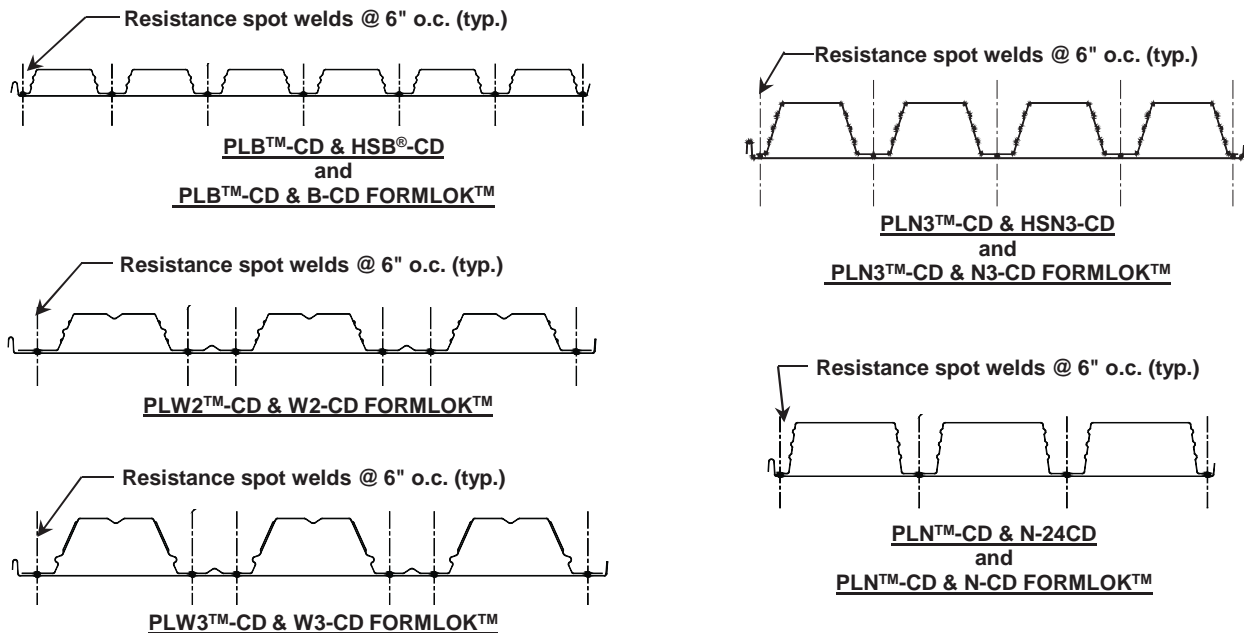 Resistance spot welds @ 6" o.c. (typ.)
PLB™-CD & HSB®-CD
and
PLB™-CD & B-CD FORMLOK™
Resistance spot welds @ 6" o.c. (typ.)
PLW2™-CD & W2-CD FORMLOK™
Resistance spot welds @ 6" o.c. (typ.)
PLW3™-CD & W3-CD FORMLOK™
Resistance spot welds @ 6" o.c. (typ.)
PLN3™-CD & HSN3-CD
and
PLN3™-CD & N3-CD FORMLOK™
Resistance spot welds @ 6" o.c. (typ.)
PLN™-CD & N-24CD
and
PLN™-CD & N-CD FORMLOK™